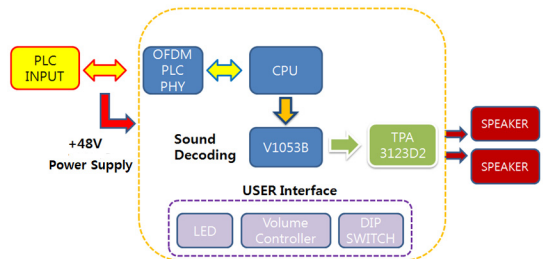 PLC
INPUT
OFDM
PLC
PHY
CPU
+48V
Power Supply
Sound
Decoding
V1053B
TPA
3123D2
SPEAKER
SPEAKER
USER Interface
LED
Volume
Controller
DIP
SWITCH